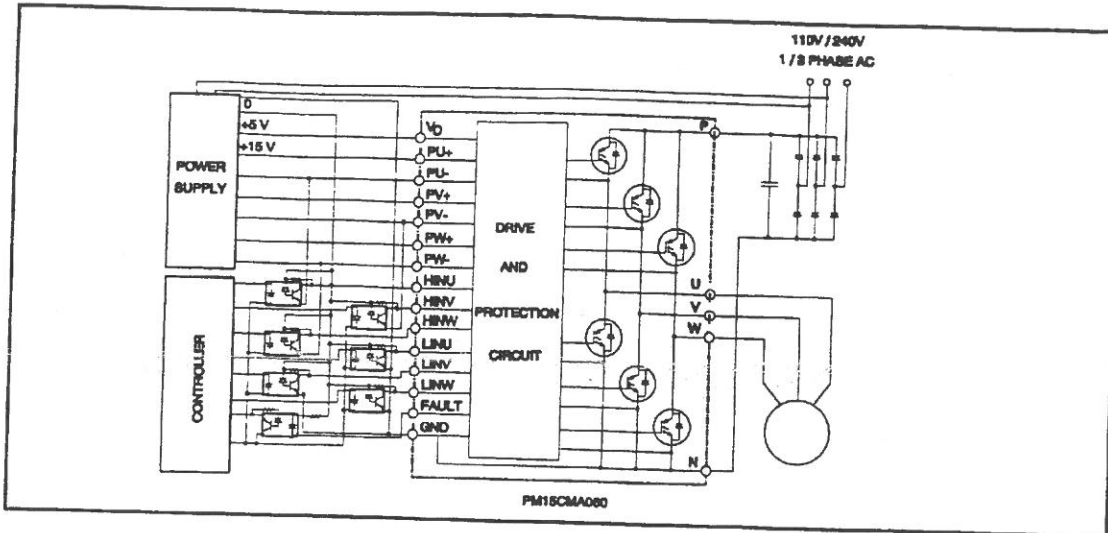 110V / 240V
1 / 3 PHASE AC
0
+5 V
+15 V
POWER
SUPPLY
CONTROLLER
VD
PU+
PU-
PV+
PV-
PW+
PW-
HINU
HINV
HINW
LINU
LINV
LINW
FAULT
GND
DRIVE
AND
PROTECTION
CIRCUIT
P
U
V
W
N
PM15CMA060